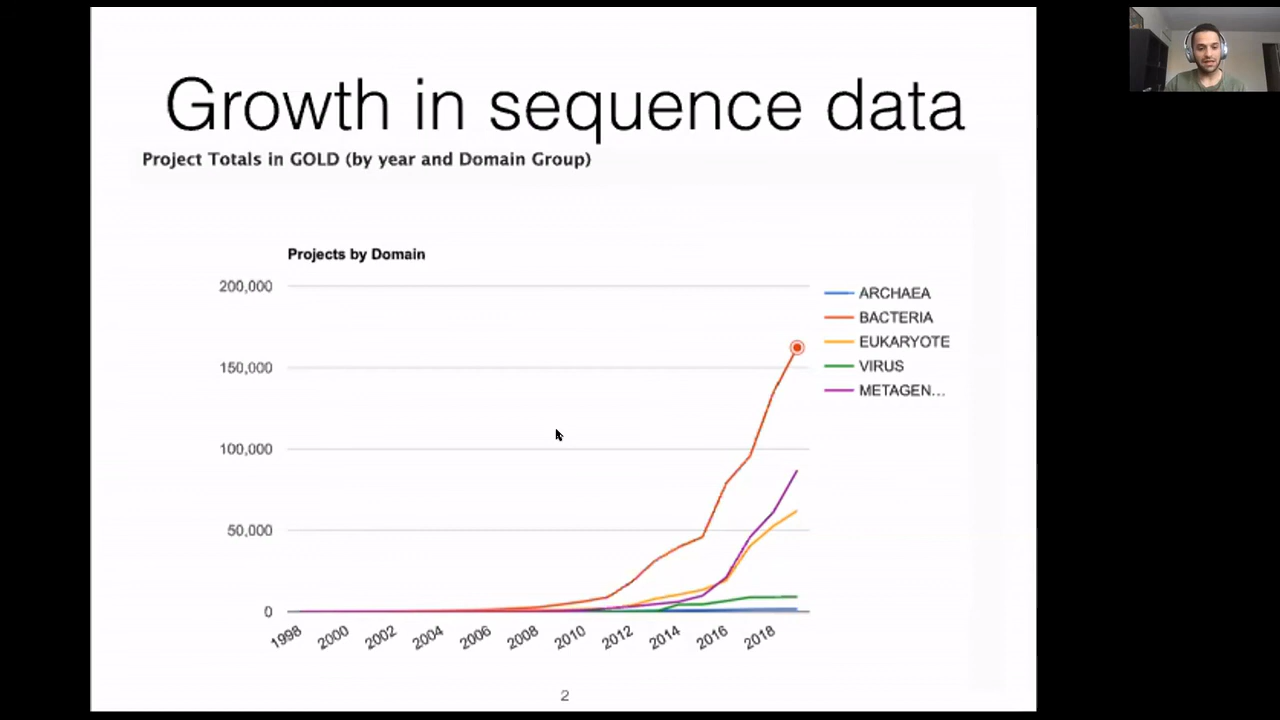 Growth in sequence data
Project Totals in GOLD (by year and Domain Group)
Projects by Domain
200,000
150,000
100,000
50,000
0
1998 2000 2002 2004 2006 2008 2010 2012 2014 2016 2018
ARCHAEA
BACTERIA
EUKARYOTE
VIRUS
METAGEN...
2